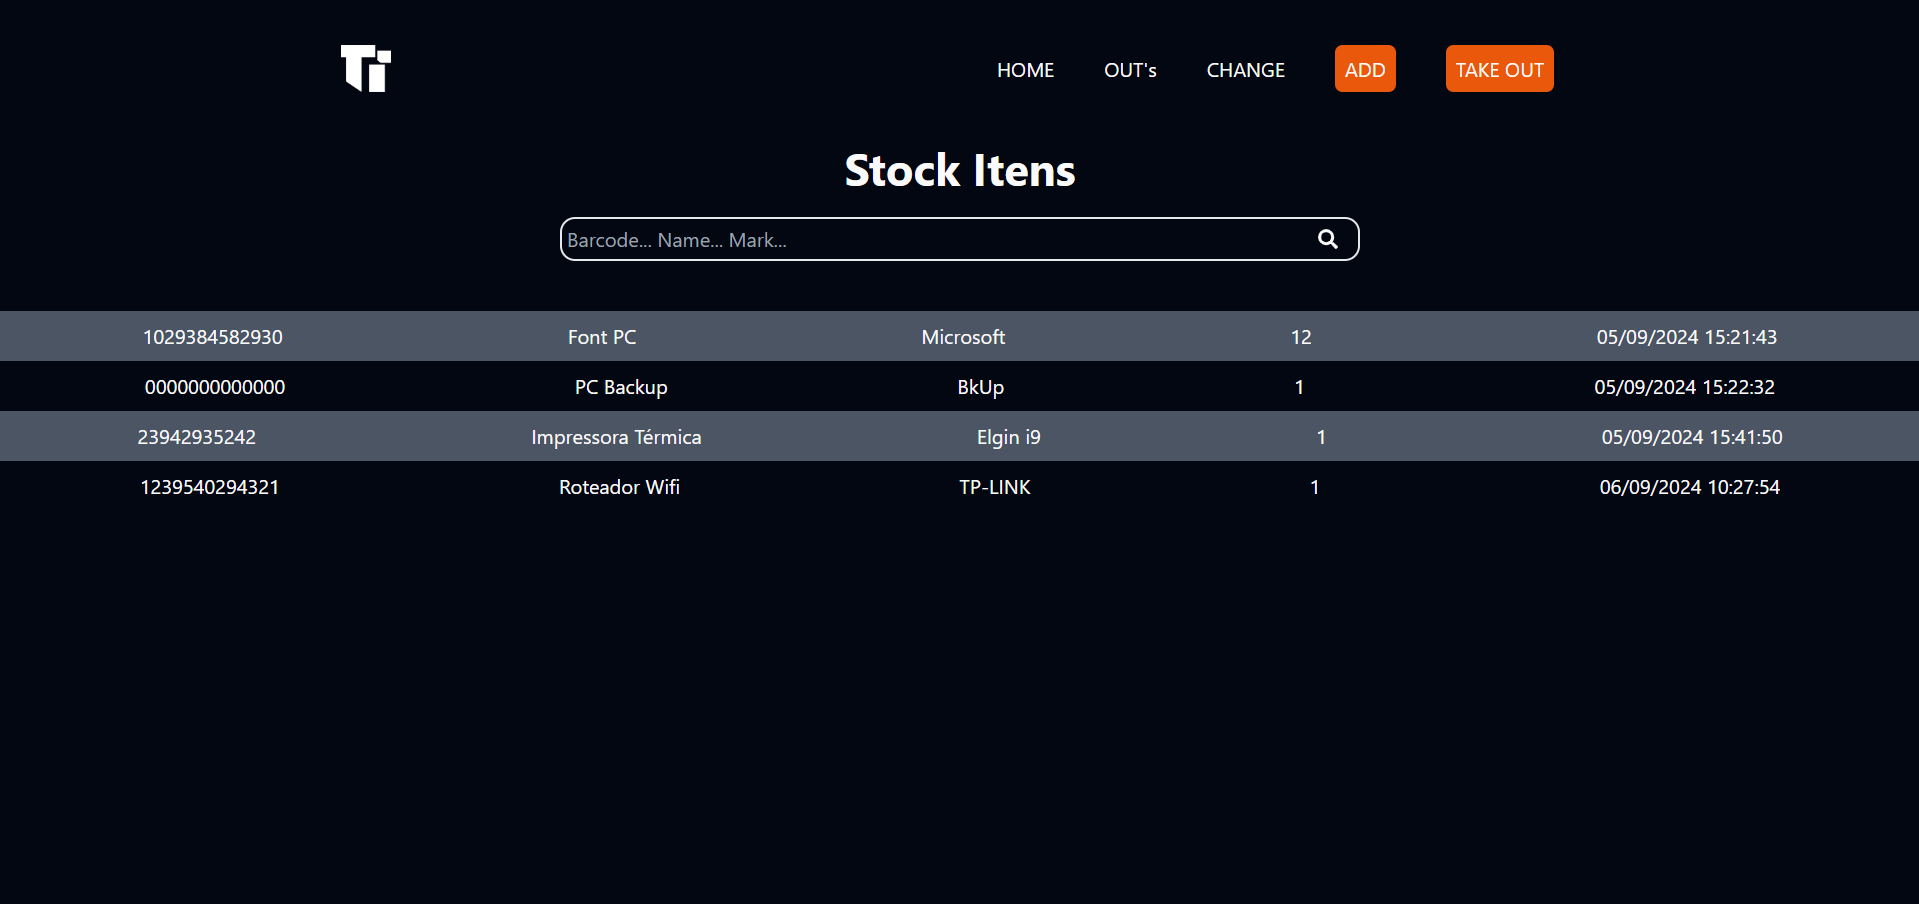 Ti
HOME OUT's CHANGE ADD TAKE OUT
Stock Itens
Barcode... Name... Mark...
1029384582930 Font PC Microsoft 12 05/09/2024 15:21:43
0000000000000 PC Backup BkUp 1 05/09/2024 15:22:32
23942935242 Impressora Térmica Elgin i9 1 05/09/2024 15:41:50
1239540294321 Roteador Wifi TP-LINK 1 06/09/2024 10:27:54